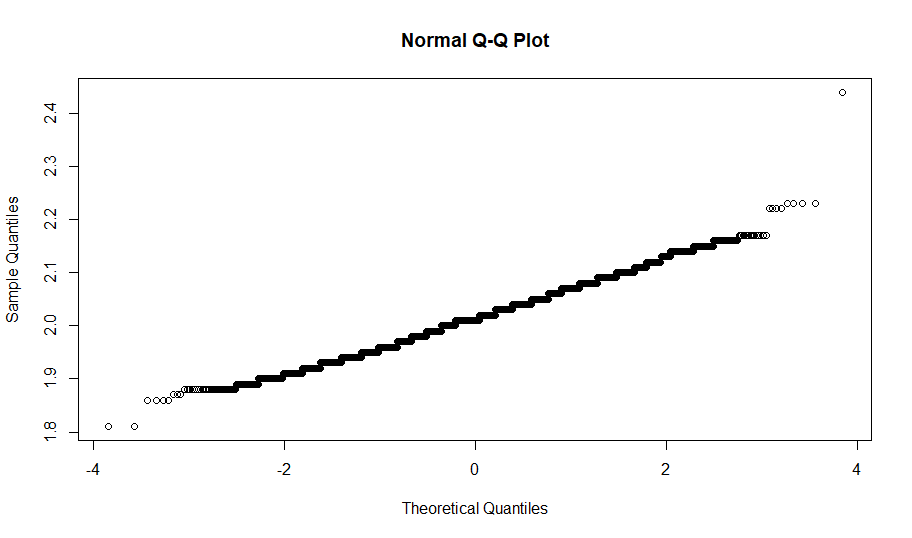 Normal Q-Q Plot
Sample Quantiles
2.4
2.3
2.2
2.1
2.0
1.9
1.8
-4 -2 0 2 4
Theoretical Quantiles